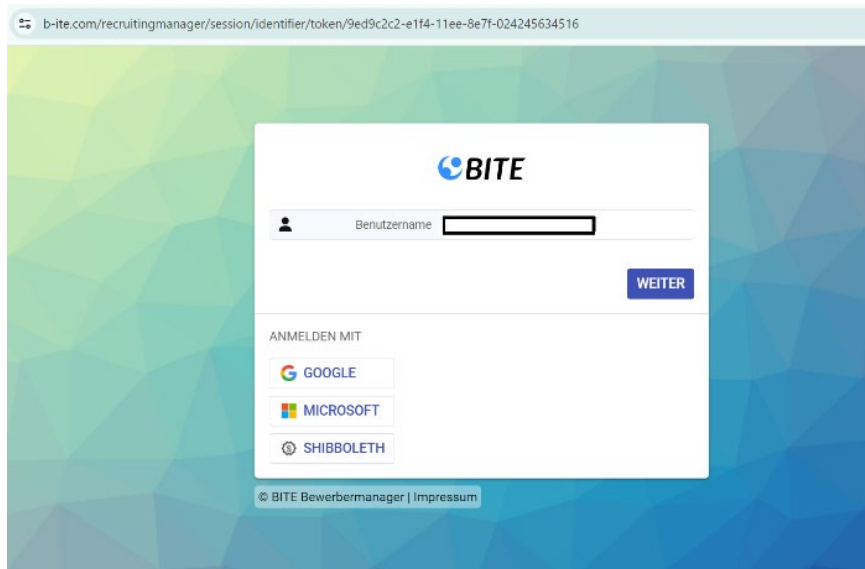 b-ite.com/recruitingmanager/session/identifier/token/9ed9c2c2-e1f4-11ee-8e7f-024245634516
BITE
Benutzername
WEITER
ANMELDEN MIT
GOOGLE
MICROSOFT
SHIBBOLETH
© BITE Bewerbermanager | Impressum